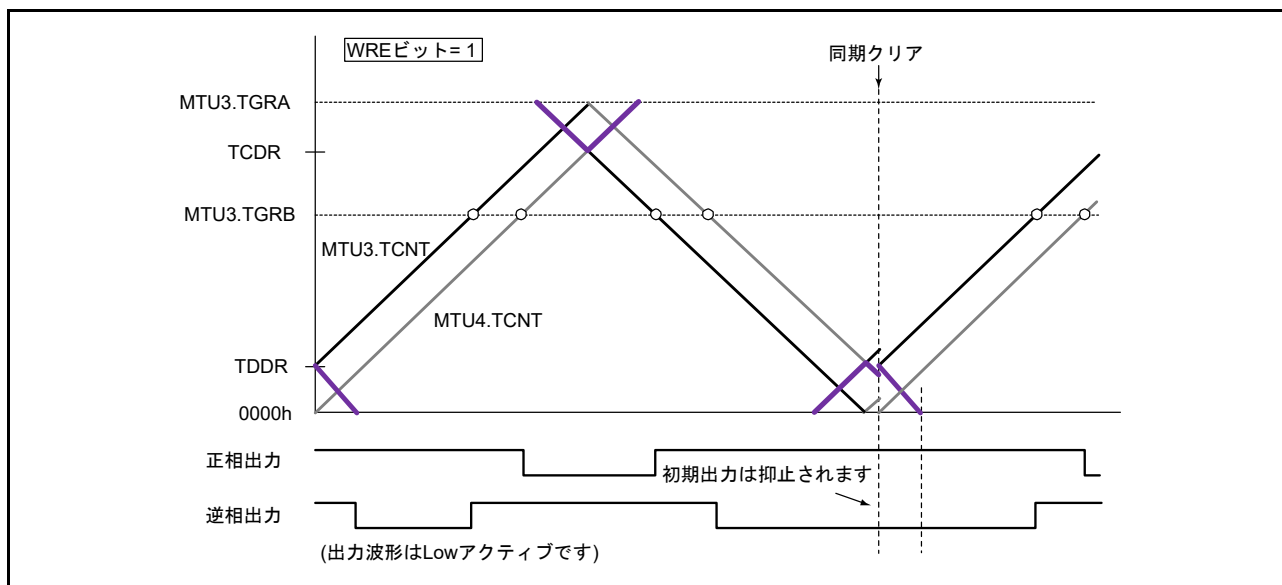 WREビット= 1
同期クリア
MTU3.TGRA
TCDR
MTU3.TGRB
MTU3.TCNT
MTU4.TCNT
TDDR
0000h
正相出力
初期出力は抑止されます
逆相出力
(出力波形はLowアクティブです)